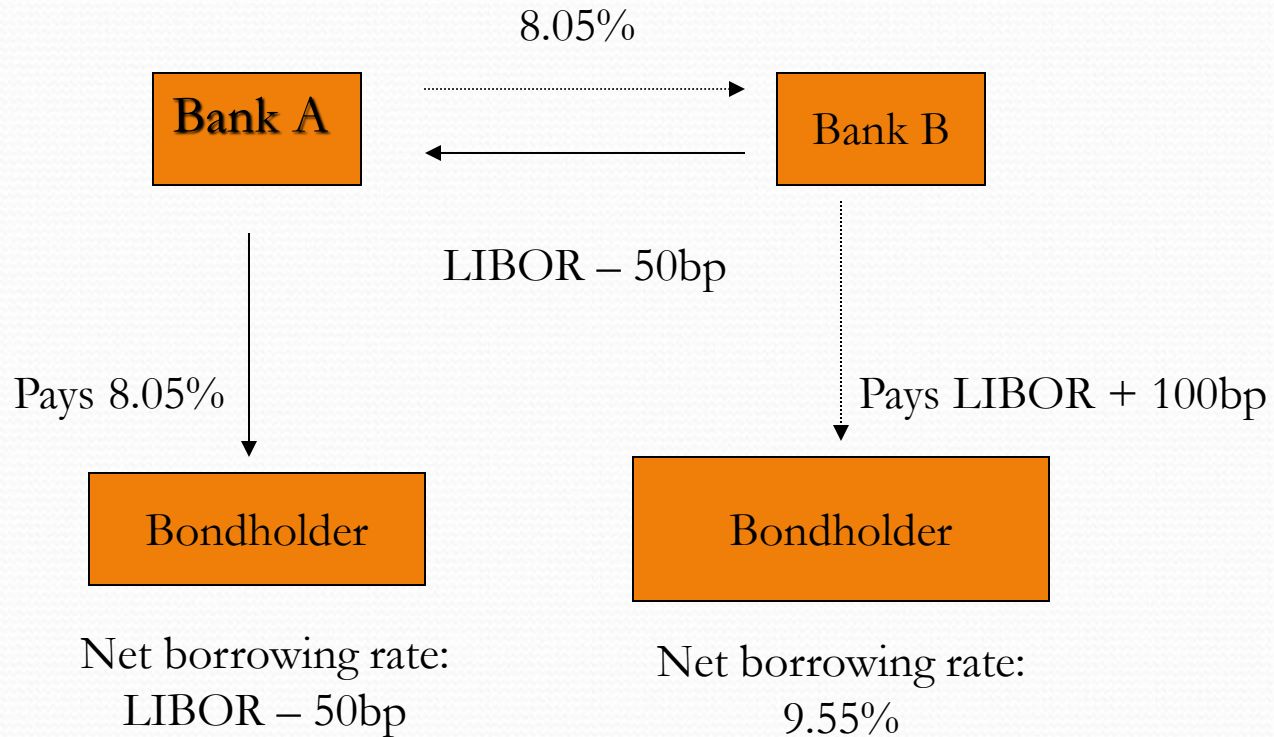 8.05%
Bank A
Bank B
LIBOR – 50bp
Pays 8.05%
Pays LIBOR + 100bp
Bondholder
Bondholder
Net borrowing rate:
LIBOR – 50bp
Net borrowing rate:
9.55%